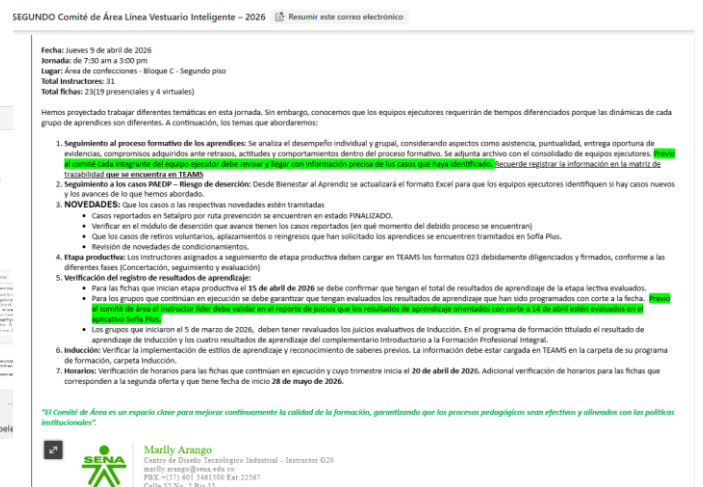 SEGUNDO Comité de Área Línea Vestuario Inteligente – 2026 Resumir este correo electrónico
Fecha: Jueves 9 de abril de 2026
Jornada: de 7:30 am a 3:00 pm
Lugar: Área de confecciones - Bloque C - Segundo piso
Total Instructores: 31
Total fichas: 23(19 presenciales y 4 virtuales)
Hemos proyectado trabajar diferentes temáticas en esta jornada. Sin embargo, conocemos que los equipos ejecutores requerirán de tiempos diferenciados porque las dinámicas de cada
grupo de aprendices son diferentes. A continuación, los temas que abordaremos:
1. Seguimiento al proceso formativo de los aprendices: Se analiza el desempeño individual y grupal, considerando aspectos como asistencia, puntualidad, entrega oportuna de
evidencias, compromisos adquiridos ante retrasos, actitudes y comportamientos dentro del proceso formativo. Se adjunta archivo con el consolidado de equipos ejecutores. Previo
al comité cada integrante del equipo ejecutor debe revisar y llegar con información precisa de los casos que haya identificado. Recuerde registrar la información en la matriz de
trazabilidad que se encuentra en TEAMS
2. Seguimiento a los casos PAEDP – Riesgo de deserción: Desde Bienestar al Aprendiz se actualizará el formato Excel para que los equipos ejecutores identifiquen si hay casos nuevos
y los avances de lo que hemos abordado.
3. NOVEDADES: Que los casos o las respectivas novedades estén tramitadas
• Casos reportados en Setalpro por ruta prevención se encuentren en estado FINALIZADO.
• Verificar en el módulo de deserción que avance tienen los casos reportados (en qué momento del debido proceso se encuentran)
• Que los casos de retiros voluntarios, aplazamientos o reingresos que han solicitado los aprendices se encuentren tramitados en Sofía Plus.
• Revisión de novedades de condicionamientos.
4. Etapa productiva: Los instructores asignados a seguimiento de etapa productiva deben cargar en TEAMS los formatos 023 debidamente diligenciados y firmados, conforme a las
diferentes fases (Concertación, seguimiento y evaluación)
5. Verificación del registro de resultados de aprendizaje:
• Para las fichas que inician etapa productiva el 15 de abril de 2026 se debe confirmar que tengan el total de resultados de aprendizaje de la etapa lectiva evaluados.
• Para los grupos que continúan en ejecución se debe garantizar que tengan evaluados los resultados de aprendizaje que han sido programados con corte a la fecha. Previo
al comité de área el instructor líder debe validar en el reporte de juicios que los resultados de aprendizaje orientados con corte a 14 de abril estén evaluados en el
aplicativo Sofía Plus.
• Los grupos que iniciaron el 5 de marzo de 2026, deben tener revaluados los juicios evaluativos de Inducción. En el programa de formación titulado el resultado de
aprendizaje de Inducción y los cuatro resultados de aprendizaje del complementario Introductorio a la Formación Profesional Integral.
6. Inducción: Verificar la implementación de estilos de aprendizaje y reconocimiento de saberes previos. La información debe estar cargada en TEAMS en la carpeta de su programa
de formación, carpeta Inducción.
7. Horarios: Verificación de horarios para las fichas que continúan en ejecución y cuyo trimestre inicia el 20 de abril de 2026. Adicional verificación de horarios para las fichas que
corresponden a la segunda oferta y que tiene fecha de inicio 28 de mayo de 2026.
"El Comité de Área es un espacio clave para mejorar continuamente la calidad de la formación, garantizando que los procesos pedagógicos sean efectivos y alineados con las políticas
institucionales".
SENA
Marlly Arango
Centro de Diseño Tecnologico Industrial - Instructor G20
marlly.arango@sena.edu.co
PBX:+(57) 601 5461500 Ext:22567
Calle 52 No. 2 Bis 15